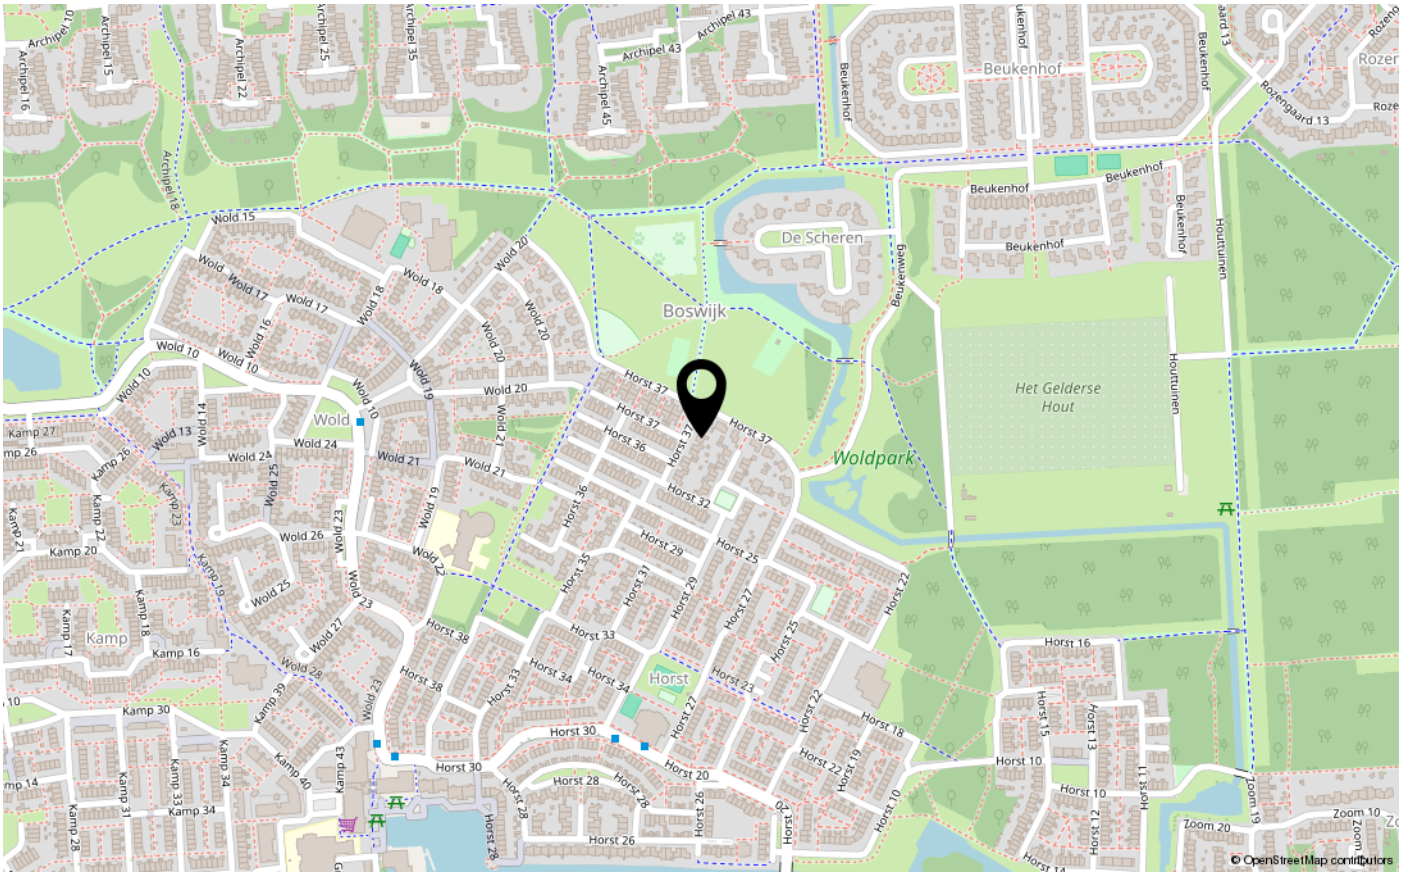 Archipel 10
Archipel 15
Archipel 16
Archipel 22
Archipel 25
Archipel 35
Archipel 43
Archipel 43
Archipel 45
Archipel 18
Beukenhof
Beukenhof
Beukenhof
Beukenhof
Rozengaard 13
Beukenhof
Beukenhof
Beukenhof
Beukenhof
De Scheren
Beukenweg
Houttuinen
Houttuinen
Boswijk
Het Gelderse
Hout
Woldpark
Wold 15
Wold
Wold 17
Wold 17
Wold 18
Wold 18
Wold 20
Wold 20
Wold 20
Wold 20
Wold 16
Wold 10
Wold 10
Wold 10
Wold 10
Wold 19
Wold
Wold 14
Wold 13
Wold 24
Wold 24
Wold 25
Wold 21
Wold 21
Wold 21
Wold 19
Wold 23
Wold 26
Wold 22
Wold 25
Wold 23
Wold 27
Wold 28
Wold 23
Kamp 27
Kamp 26
Kamp 23
Kamp 22
Kamp 21
Kamp 20
Kamp 19
Kamp 18
Kamp 17
Kamp
Kamp 16
Kamp 39
Kamp 30
Kamp 40
Kamp 43
Kamp 34
Kamp 33
Kamp 31
Kamp 34
Kamp 28
Horst 37
Horst 37
Horst 37
Horst 36
Horst 32
Horst 36
Horst 29
Horst 25
Horst 35
Horst 31
Horst 29
Horst 27
Horst 25
Horst 22
Horst 38
Horst 33
Horst 38
Horst 33
Horst 34
Horst 34
Horst
Horst 23
Horst 27
Horst 22
Horst 18
Horst 30
Horst 30
Horst 20
Horst 22
Horst 19
Horst 10
Horst 28
Horst 28
Horst 28
Horst 28
Horst 26
Horst 26
Horst 20
Horst 16
Horst 15
Horst 13
Horst 11
Horst 10
Horst 10
Horst 12
Horst 14
Zoom 19
Zoom 20
Zoom 10
Zoom
© OpenStreetMap contributors